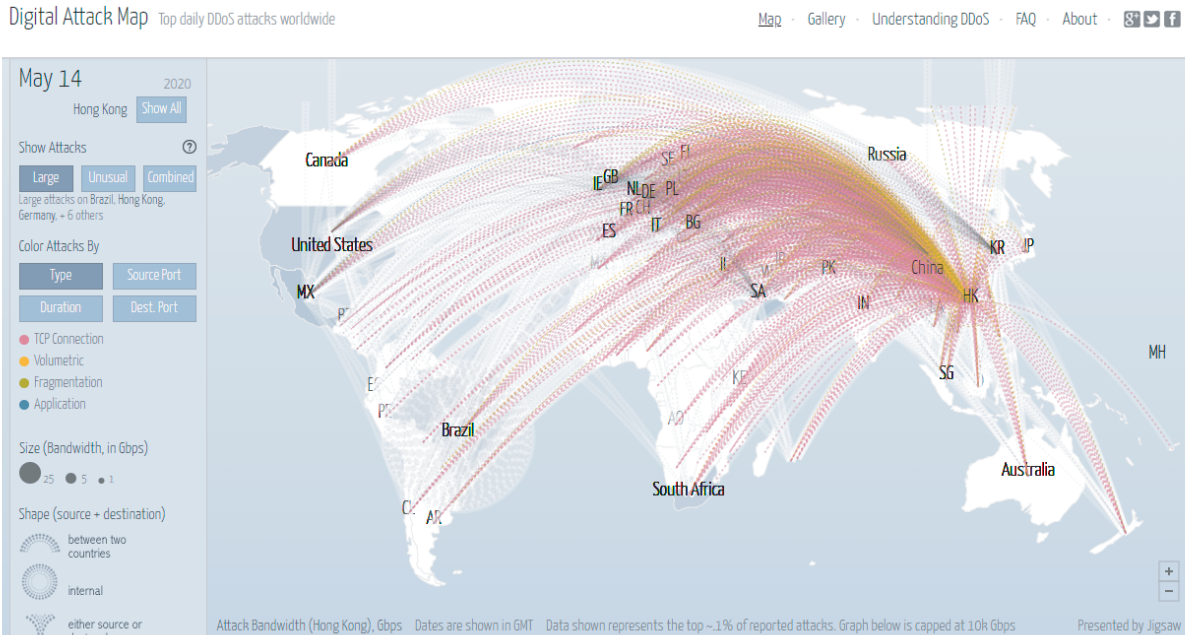 Digital Attack Map Top daily DDoS attacks worldwide
Map · Gallery · Understanding DDoS · FAQ · About
May 14 2020
Hong Kong Show All
Show Attacks ?
Large Unusual Combined
Large attacks on Brazil, Hong Kong,
Germany, + 6 others
Color Attacks By
Type Source Port
Duration Dest. Port
TCP Connection
Volumetric
Fragmentation
Application
Size (Bandwidth, in Gbps)
25 5 1
Shape (source + destination)
between two
countries
internal
either source or
Canada
Russia
SE FI
IE GB
NL DE PL
FR CH
ES IT BG
United States
KR JP
China
MX
IL
PK
SA
IN
HK
MH
SG
KE
AO
Brazil
Australia
South Africa
CL
AR
+
−
Attack Bandwidth (Hong Kong), Gbps Dates are shown in GMT Data shown represents the top ~.1% of reported attacks. Graph below is capped at 10k Gbps Presented by Jigsaw